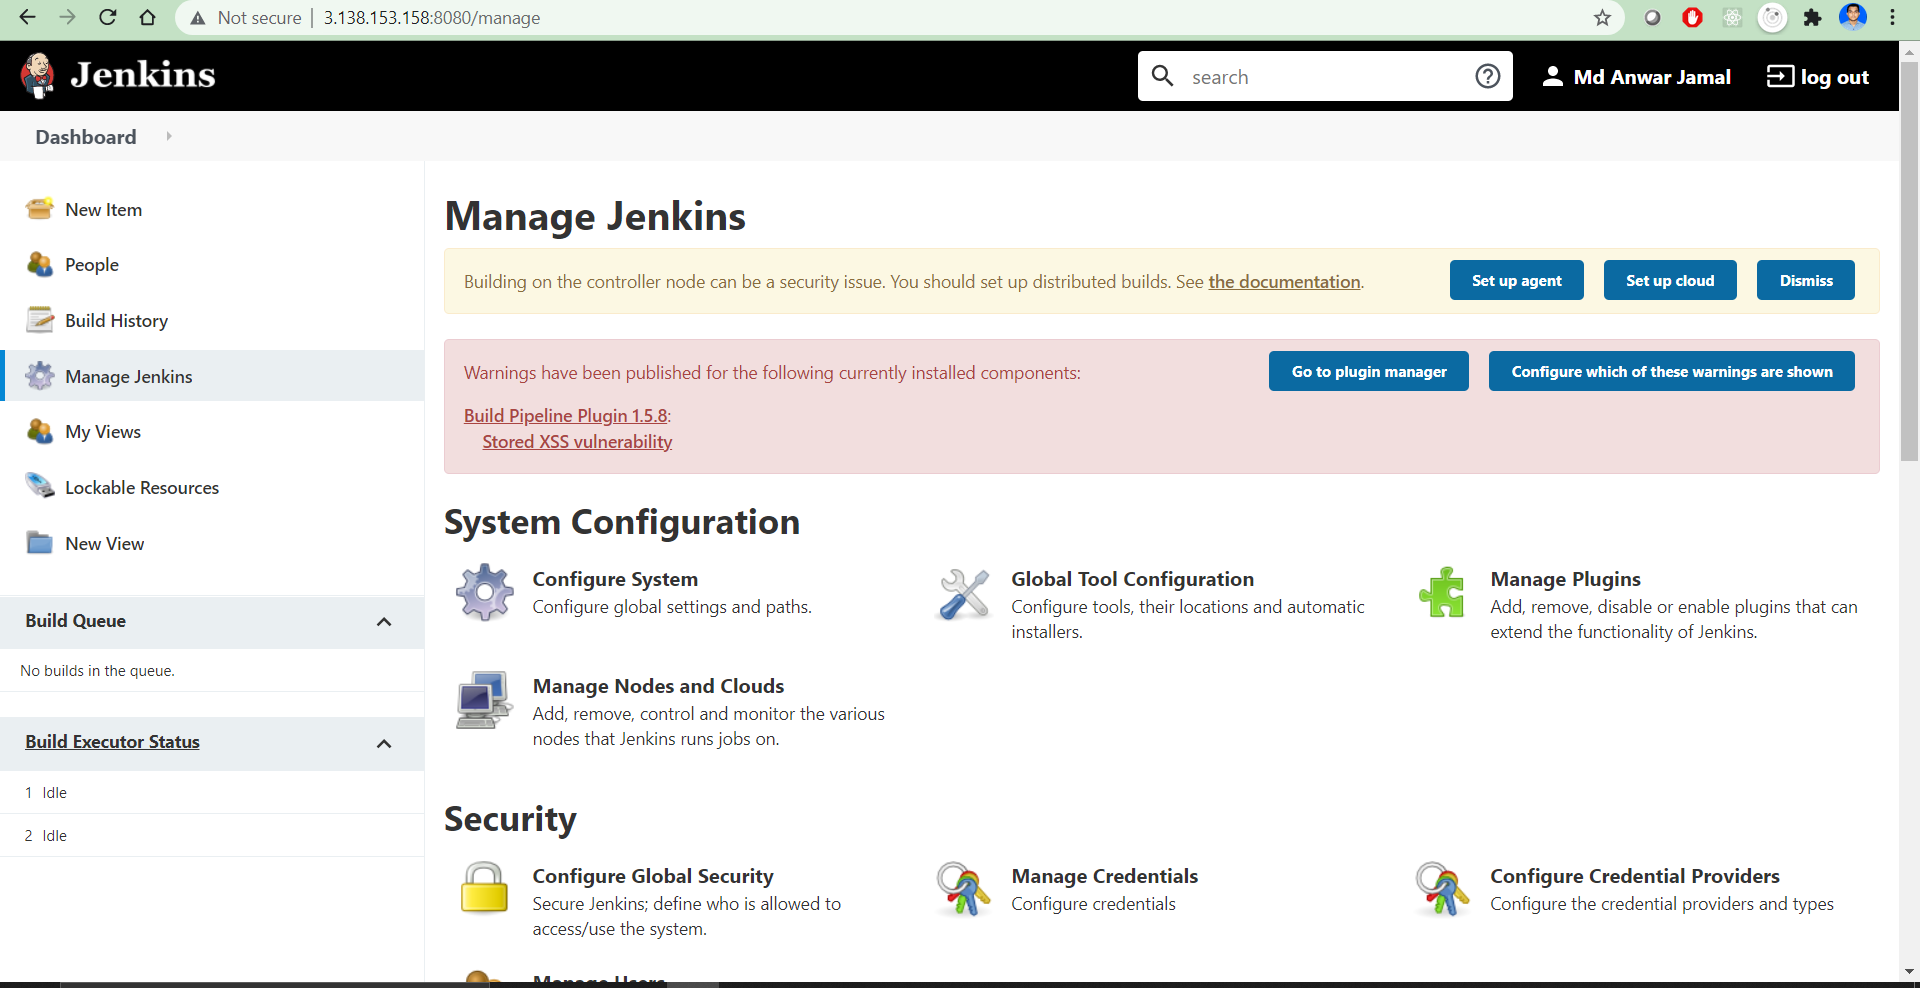 Not secure | 3.138.153.158:8080/manage
Jenkins
search
Md Anwar Jamal
log out
Dashboard
New Item
People
Build History
Manage Jenkins
My Views
Lockable Resources
New View
Build Queue
No builds in the queue.
Build Executor Status
1 Idle
2 Idle
Manage Jenkins
Building on the controller node can be a security issue. You should set up distributed builds. See the documentation.
Set up agent
Set up cloud
Dismiss
Warnings have been published for the following currently installed components:
Go to plugin manager
Configure which of these warnings are shown
Build Pipeline Plugin 1.5.8:
Stored XSS vulnerability
System Configuration
Configure System
Configure global settings and paths.
Global Tool Configuration
Configure tools, their locations and automatic
installers.
Manage Plugins
Add, remove, disable or enable plugins that can
extend the functionality of Jenkins.
Manage Nodes and Clouds
Add, remove, control and monitor the various
nodes that Jenkins runs jobs on.
Security
Configure Global Security
Secure Jenkins; define who is allowed to
access/use the system.
Manage Credentials
Configure credentials
Configure Credential Providers
Configure the credential providers and types
Manage Users